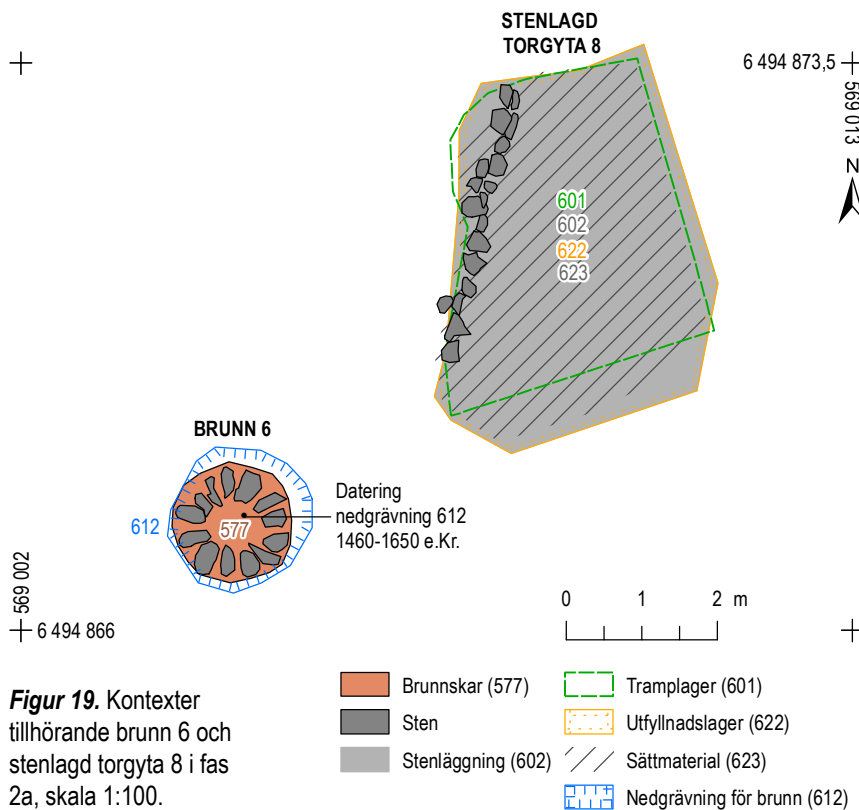 STENLAGD
TORGYTA 8
6 494 873,5
569 013
N
601
602
622
623
BRUNN 6
612
577
Datering
nedgrävning 612
1460-1650 e.Kr.
569 002
6 494 866
0 1 2 m
Figur 19. Kontexter
tillhörande brunn 6 och
stenlagd torgyta 8 i fas
2a, skala 1:100.
Brunnskar (577)
Sten
Stenläggning (602)
Tramplager (601)
Utfyllnadslager (622)
Sättmaterial (623)
Nedgrävning för brunn (612)